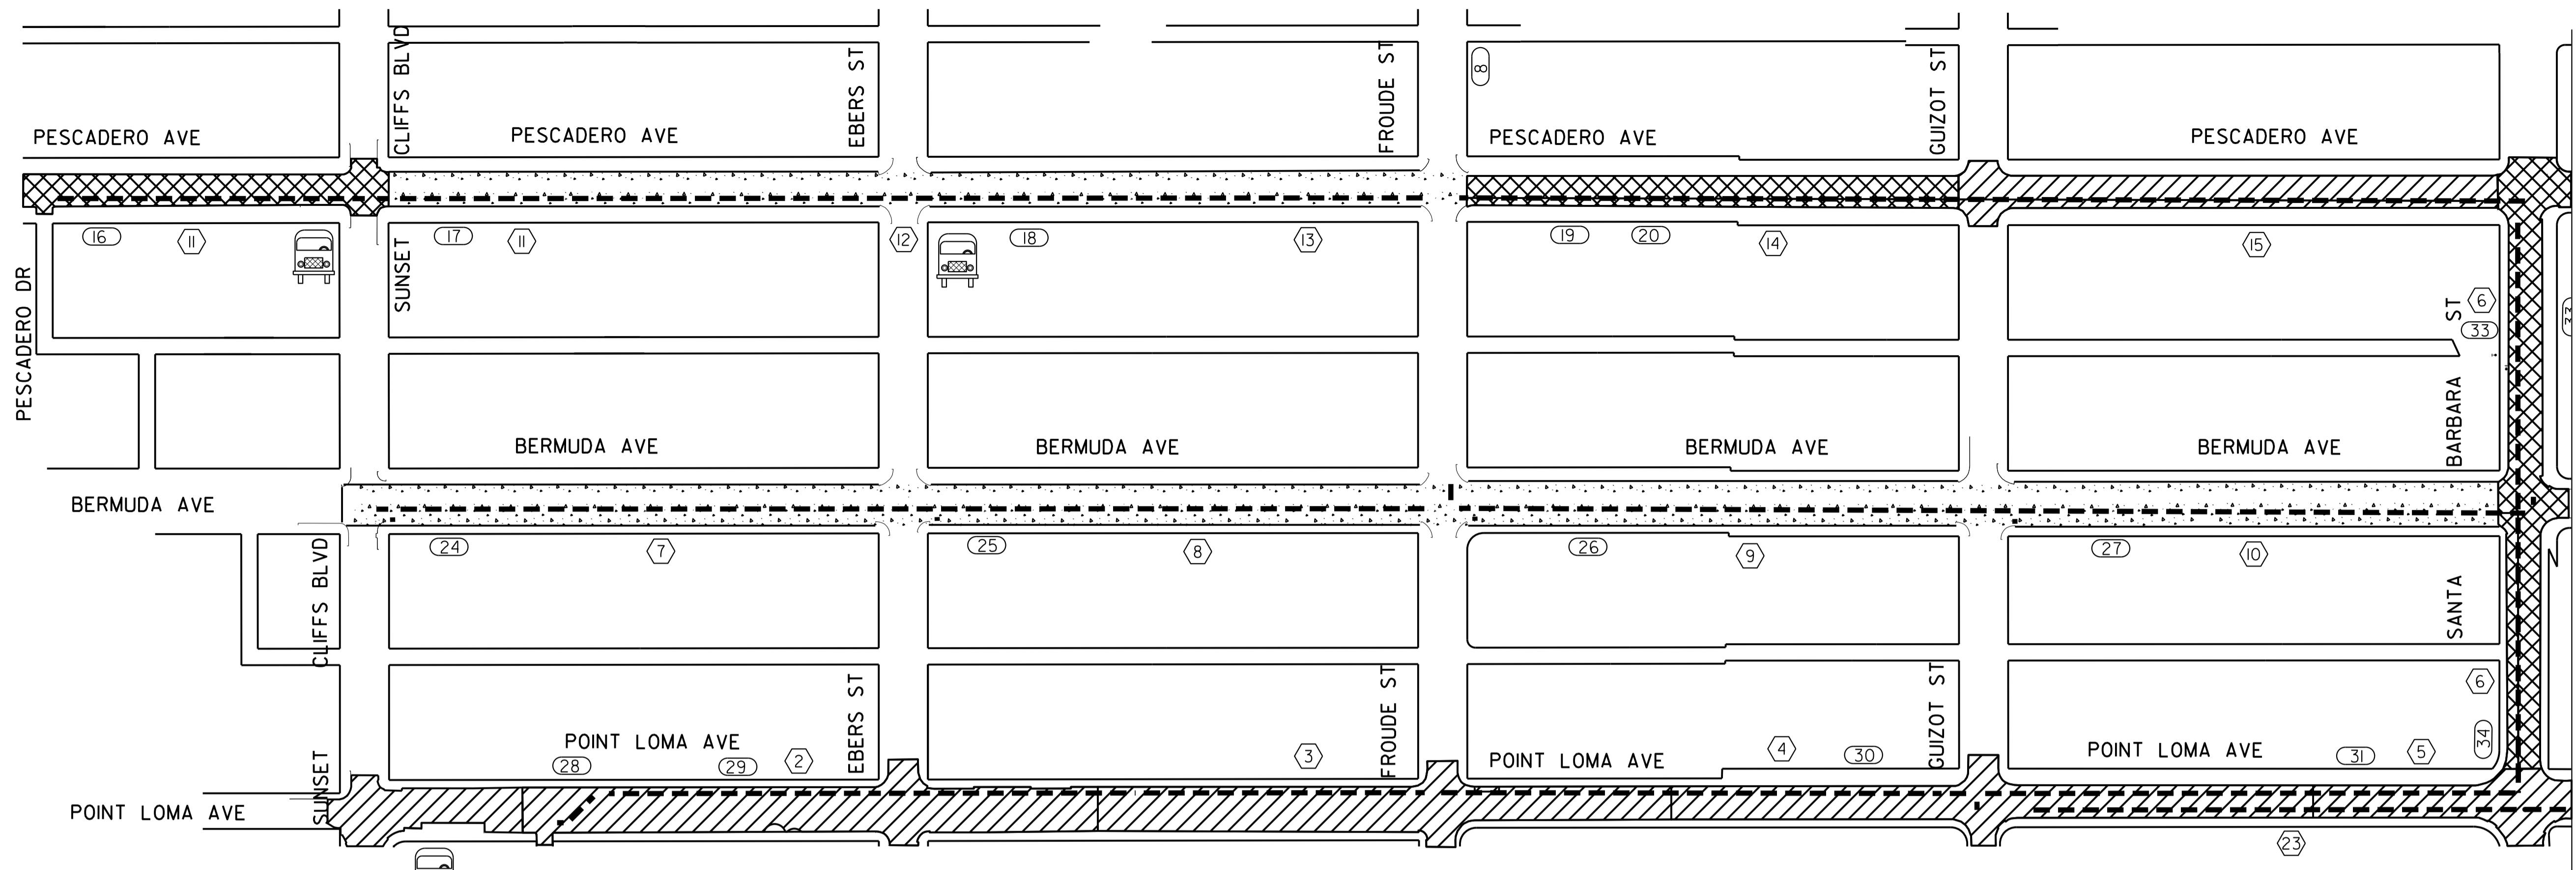 CLIFFS BLVD
EBERS ST
FROUDE ST
8
GUIZOT ST
PESCADERO AVE
PESCADERO AVE
PESCADERO AVE
PESCADERO AVE
16
11
17
11
12
18
13
19
20
14
15
SUNSET
PESCADERO DR
6
ST
33
BARBARA
BERMUDA AVE
BERMUDA AVE
BERMUDA AVE
BERMUDA AVE
BERMUDA AVE
24
7
25
8
26
9
27
10
CLIFFS BLVD
SANTA
6
EBERS ST
FROUDE ST
GUIZOT ST
POINT LOMA AVE
28
29
2
3
POINT LOMA AVE
4
30
POINT LOMA AVE
31
5
34
SUNSET
POINT LOMA AVE
23